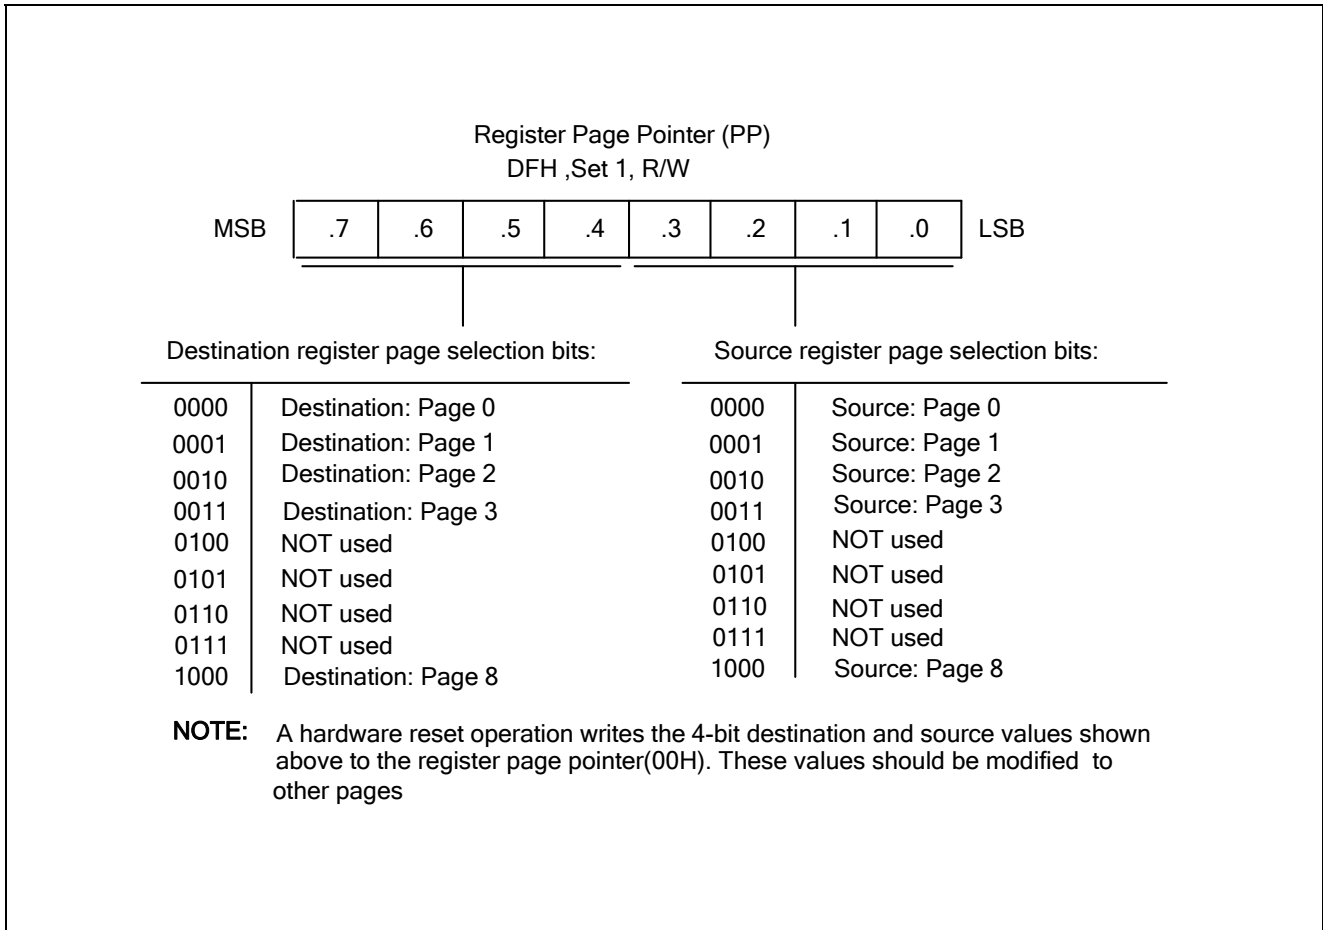 Register Page Pointer (PP)
DFH ,Set 1, R/W
MSB .7 .6 .5 .4 .3 .2 .1 .0 LSB
Destination register page selection bits:
0000 Destination: Page 0
0001 Destination: Page 1
0010 Destination: Page 2
0011 Destination: Page 3
0100 NOT used
0101 NOT used
0110 NOT used
0111 NOT used
1000 Destination: Page 8
Source register page selection bits:
0000 Source: Page 0
0001 Source: Page 1
0010 Source: Page 2
0011 Source: Page 3
0100 NOT used
0101 NOT used
0110 NOT used
0111 NOT used
1000 Source: Page 8
NOTE: A hardware reset operation writes the 4-bit destination and source values shown
above to the register page pointer(00H). These values should be modified to
other pages